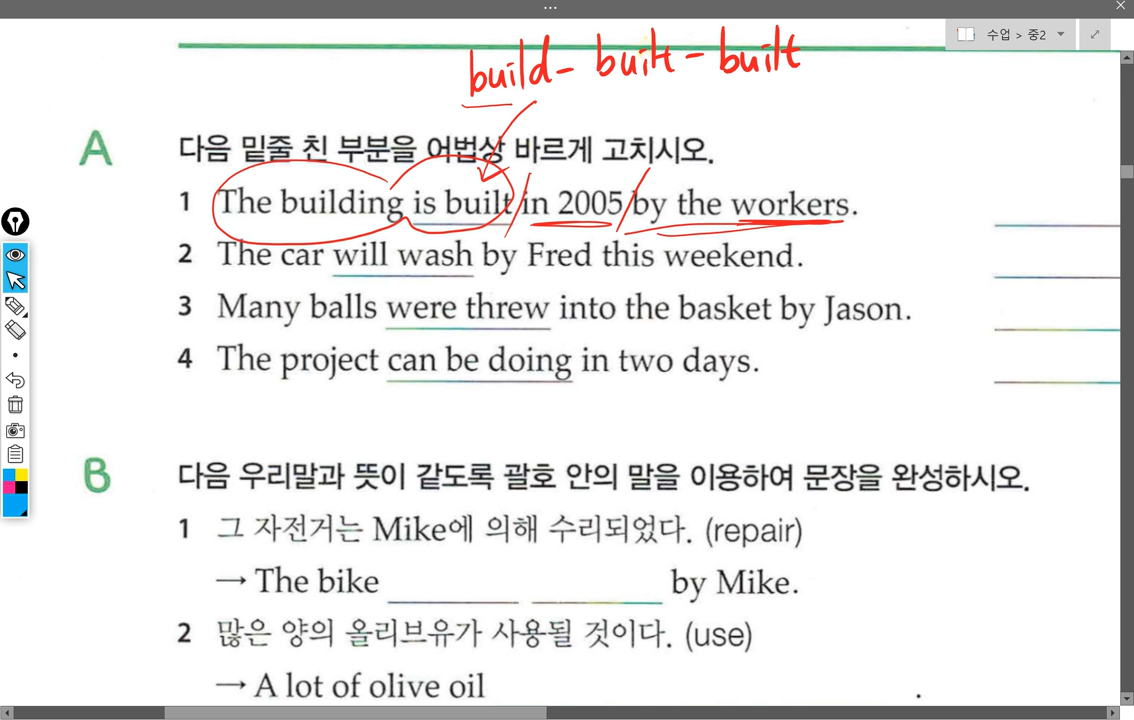 수업 > 중2
build - built - built
A 다음 밑줄 친 부분을 어법상 바르게 고치시오.
1 The building is built in 2005 by the workers.
2 The car will wash by Fred this weekend.
3 Many balls were threw into the basket by Jason.
4 The project can be doing in two days.
B 다음 우리말과 뜻이 같도록 괄호 안의 말을 이용하여 문장을 완성하시오.
1 그 자전거는 Mike에 의해 수리되었다. (repair)
→ The bike by Mike.
2 많은 양의 올리브유가 사용될 것이다. (use)
→ A lot of olive oil .